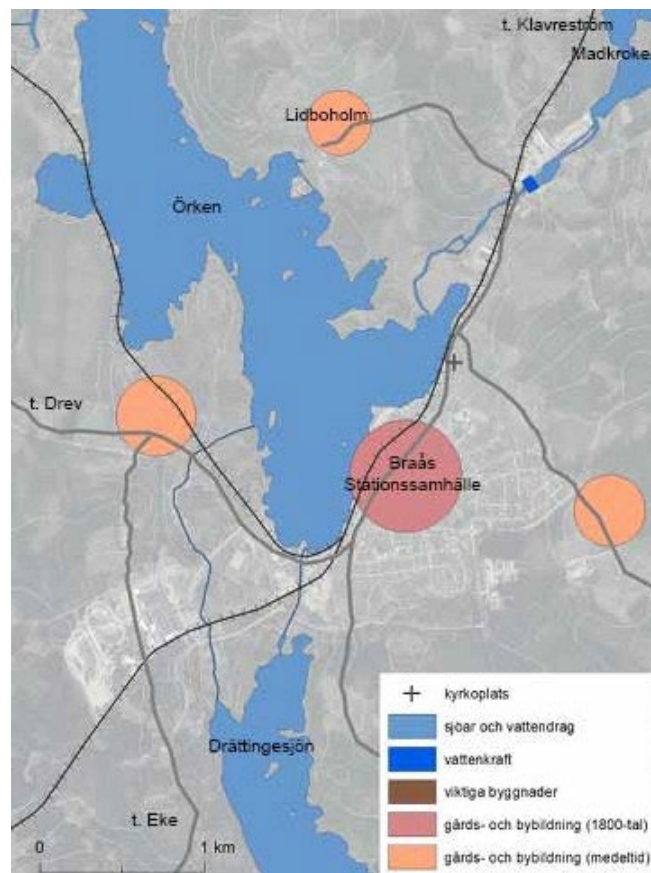 t. Klavreström
Madkroken
Lidboholm
Örken
t. Drev
Braås
Stationssamhälle
Drättingesjön
t. Eke
0 1 km
kyrkoplats
sjöar och vattendrag
vattenkraft
viktiga byggnader
gårds- och bybildning (1800-tal)
gårds- och bybildning (medeltid)